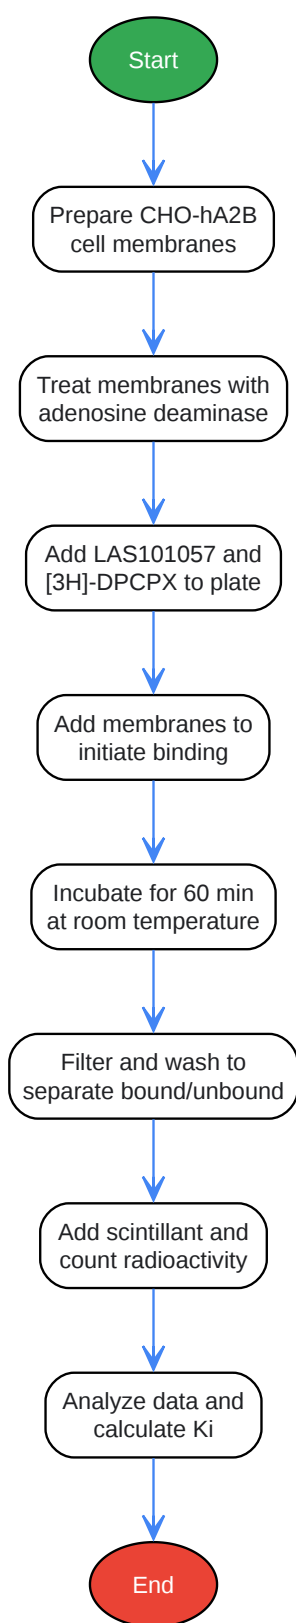 Start
Prepare CHO-hA2B
cell membranes
Treat membranes with
adenosine deaminase
Add LAS101057 and
[3H]-DPCPX to plate
Add membranes to
initiate binding
Incubate for 60 min
at room temperature
Filter and wash to
separate bound/unbound
Add scintillant and
count radioactivity
Analyze data and
calculate Ki
End